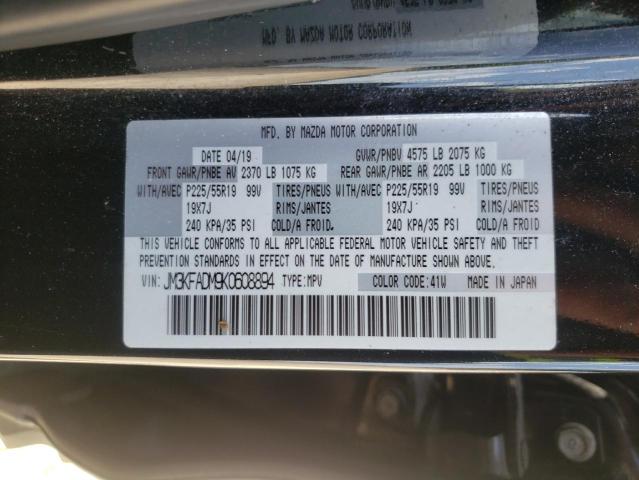 MFD. BY MAZDA MOTOR CORPORATION
DATE 04/19 GVWR/PNBV 4575 LB 2075 KG
FRONT GAWR/PNBE AV 2370 LB 1075 KG REAR GAWR/PNBE AR 2205 LB 1000 KG
WITH/AVEC P225/55R19 99V TIRES/PNEUS WITH/AVEC P225/55R19 99V TIRES/PNEUS
19X7J RIMS/JANTES 19X7J RIMS/JANTES
240 KPA/35 PSI COLD/A FROID 240 KPA/35 PSI COLD/A FROID
THIS VEHICLE CONFORMS TO ALL APPLICABLE FEDERAL MOTOR VEHICLE SAFETY AND THEFT
PREVENTION STANDARDS IN EFFECT ON THE DATE OF MANUFACTURE SHOWN ABOVE.
VIN: JM3KFADM9K0608894 TYPE:MPV COLOR CODE:41W MADE IN JAPAN